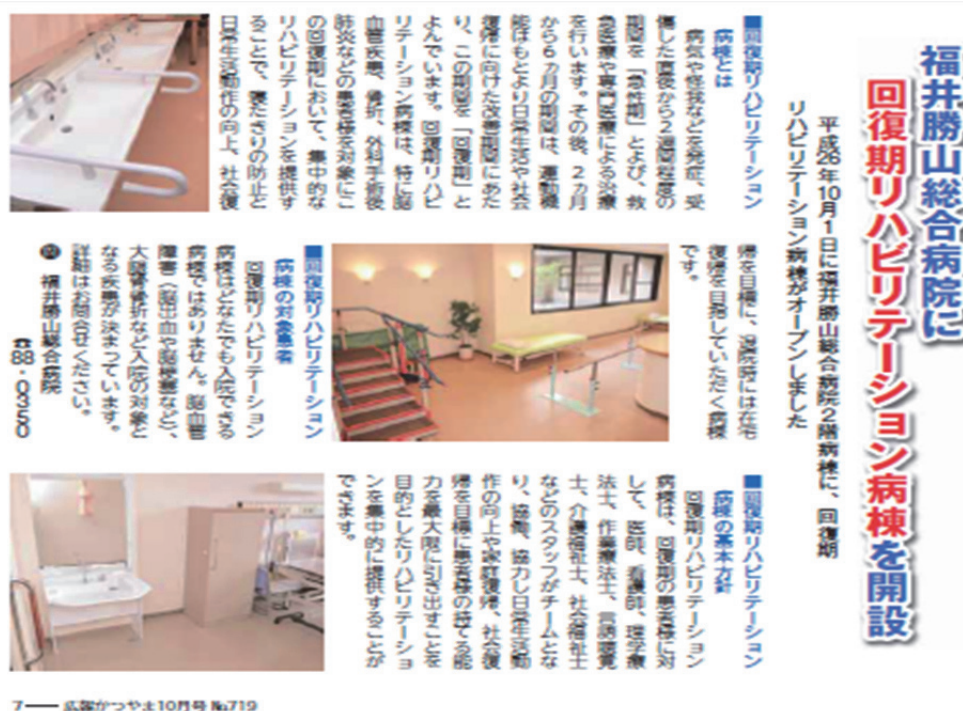 福井勝山総合病院に
回復期リハビリテーション病棟を開設
平成26年10月1日に福井勝山総合病院2階病棟に、回復期
リハビリテーション病棟がオープンしました
■回復期リハビリテーション
病棟とは
病気や怪我などを発症、受
傷した直後から2週間程度の
期間を「急性期」とよび、救
急医療や専門医療による治療
を行います。その後、2カ月
から6カ月の期間は、運動機
能はもとより日常生活や社会
復帰に向けた改善期間にあた
り、この期間を「回復期」と
よんでいます。回復期リハビ
リテーション病棟は、特に脳
血管疾患、骨折、外科手術後
肺炎などの患者様を対象にこ
の回復期において、集中的な
リハビリテーションを提供す
ることで、寝たきりの防止と
日常生活動作の向上、社会復
帰を目標に、退院時には在宅
復帰を目指していただく病棟
です。
■回復期リハビリテーション
病棟の対象患者
回復期リハビリテーション
病棟はどなたでも入院できる
病棟ではありません。脳血管
障害(脳出血や脳梗塞など)、
大腿骨骨折など入院の対象と
なる疾患が決まっています。
詳細はお問合せください。
問 福井勝山総合病院
☎88・0350
■回復期リハビリテーション
病棟の基本方針
回復期リハビリテーション
病棟は、回復期の患者様に対
して、医師、看護師、理学療
法士、作業療法士、言語聴覚
士、介護福祉士、社会福祉士
などのスタッフがチームとな
り、協働、協力し日常生活動
作の向上や家庭復帰、社会復
帰を目標に患者様の持てる能
力を最大限に引き出すことを
目的としたリハビリテーショ
ンを集中的に提供することが
できます。
7 広報かつやま10月号 No719